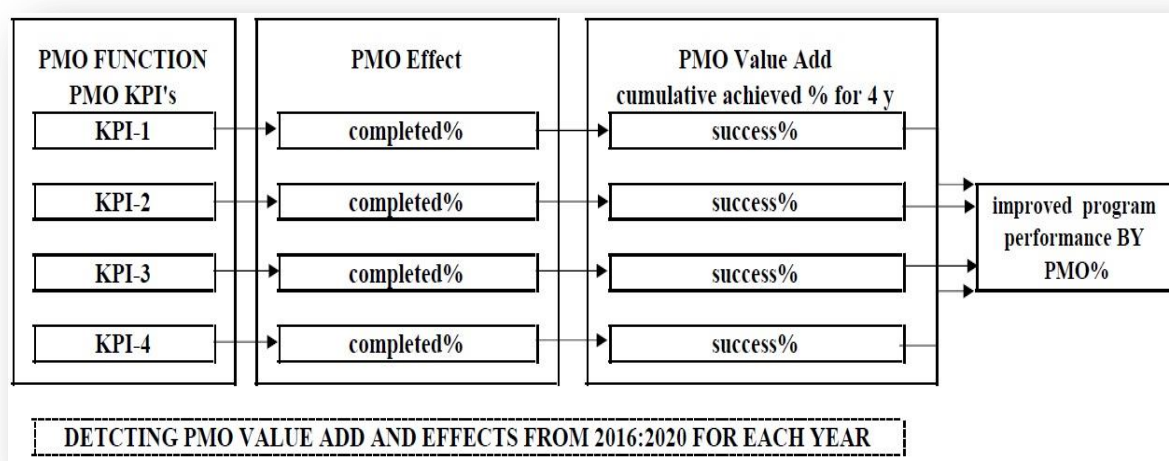 PMO FUNCTION
PMO KPI's
KPI-1
KPI-2
KPI-3
KPI-4
PMO Effect
completed%
completed%
completed%
completed%
PMO Value Add
cumulative achieved % for 4 y
success%
success%
success%
success%
improved program
performance BY
PMO%
DETCTING PMO VALUE ADD AND EFFECTS FROM 2016:2020 FOR EACH YEAR